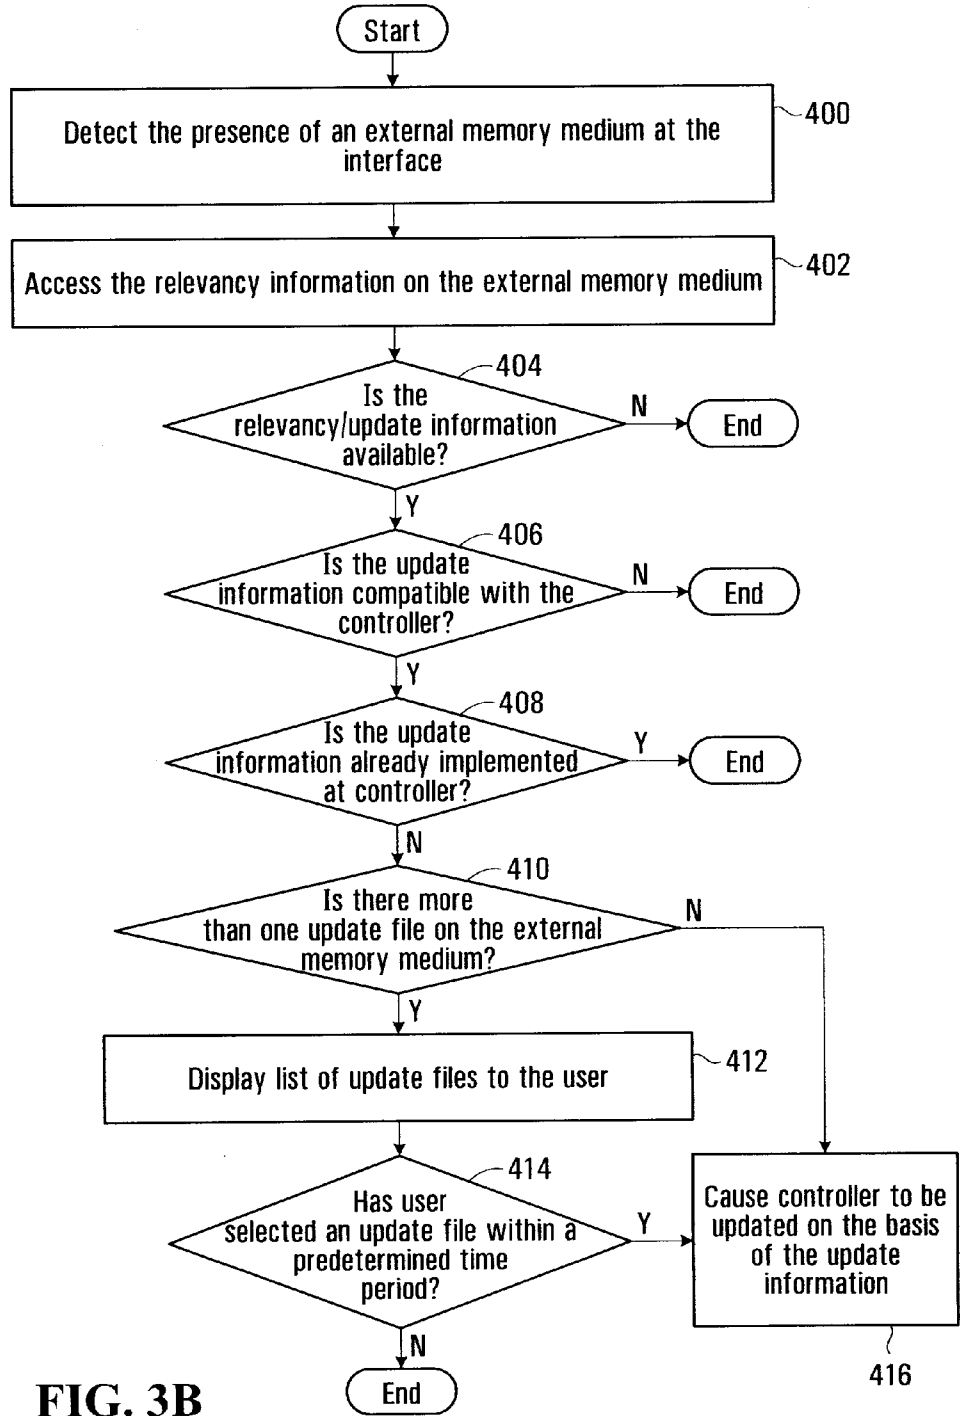 Start
400
Detect the presence of an external memory medium at the
interface
402
Access the relevancy information on the external memory medium
404
Is the
relevancy/update information
available?
N
End
Y
406
Is the update
information compatible with the
controller?
N
End
Y
408
Is the update
information already implemented
at controller?
Y
End
N
410
Is there more
than one update file on the external
memory medium?
N
Y
412
Display list of update files to the user
414
Has user
selected an update file within a
predetermined time
period?
Y
Cause controller to be
updated on the basis
of the update
information
416
N
End
FIG. 3B